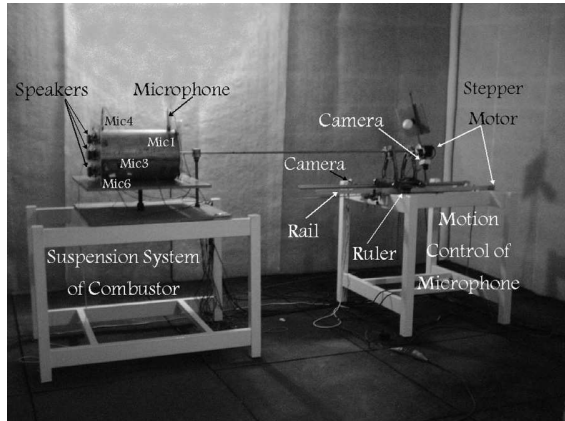 Speakers
Microphone
Stepper
Motor
Mic4
Mic1
Mic3
Mic6
Camera
Camera
Rail
Ruler
Suspension System
of Combustor
Motion
Control of
Microphone